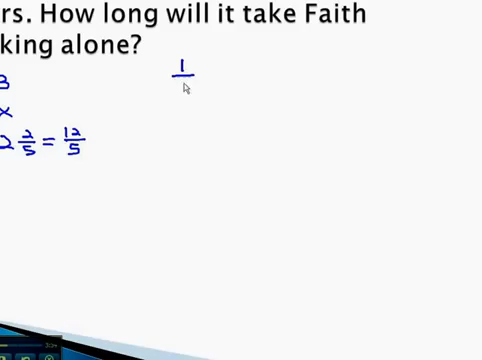 rs. How long will it take Faith
king alone?
1
3
x
2 2/5 = 12/5